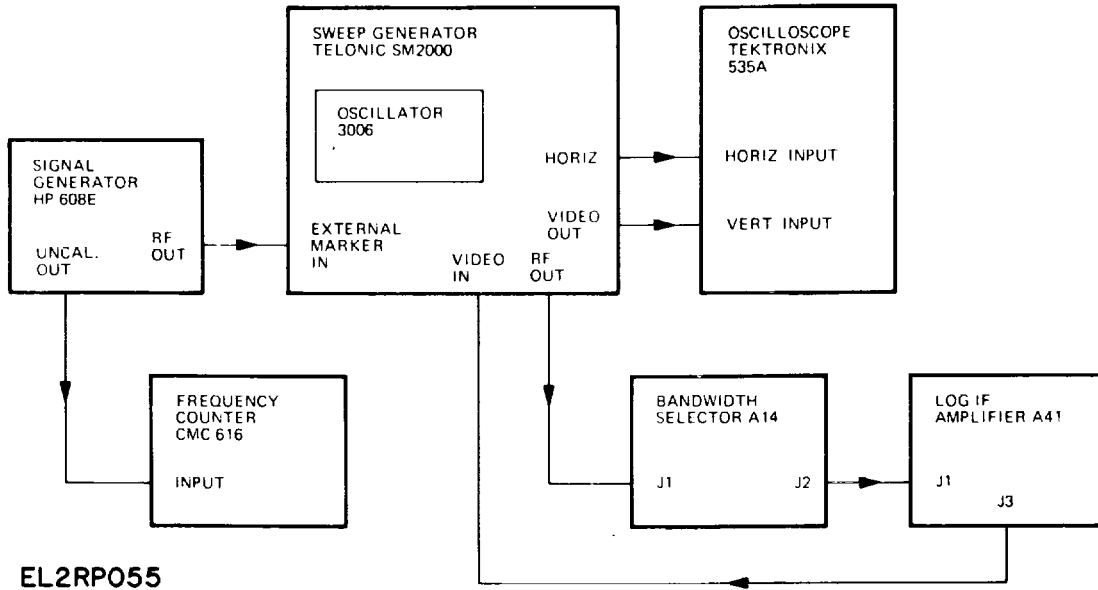 SWEEP GENERATOR
TELONIC SM2000
OSCILLATOR
3006
HORIZ
VIDEO
OUT
EXTERNAL
MARKER
IN
VIDEO
IN
RF
OUT
OSCILLOSCOPE
TEKTRONIX
535A
HORIZ INPUT
VERT INPUT
SIGNAL
GENERATOR
HP 608E
UNCAL.
OUT
RF
OUT
FREQUENCY
COUNTER
CMC 616
INPUT
BANDWIDTH
SELECTOR A14
J1
J2
LOG IF
AMPLIFIER A41
J1
J3
EL2RP055